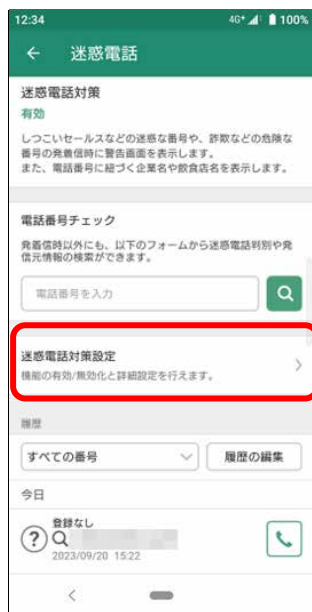 12:34
4G+ 100%
迷惑電話
迷惑電話対策
有効
しつこいセールスなどの迷惑な番号や、詐欺などの危険な
番号の発着信時に警告画面を表示します。
また、電話番号に紐づく企業名や飲食店名を表示します。
電話番号チェック
発着信時以外にも、以下のフォームから迷惑電話判別や発
信元情報の検索ができます。
電話番号を入力
迷惑電話対策設定
機能の有効/無効化と詳細設定を行えます。
履歴
すべての番号
履歴の編集
今日
登録なし
2023/09/20 15:22